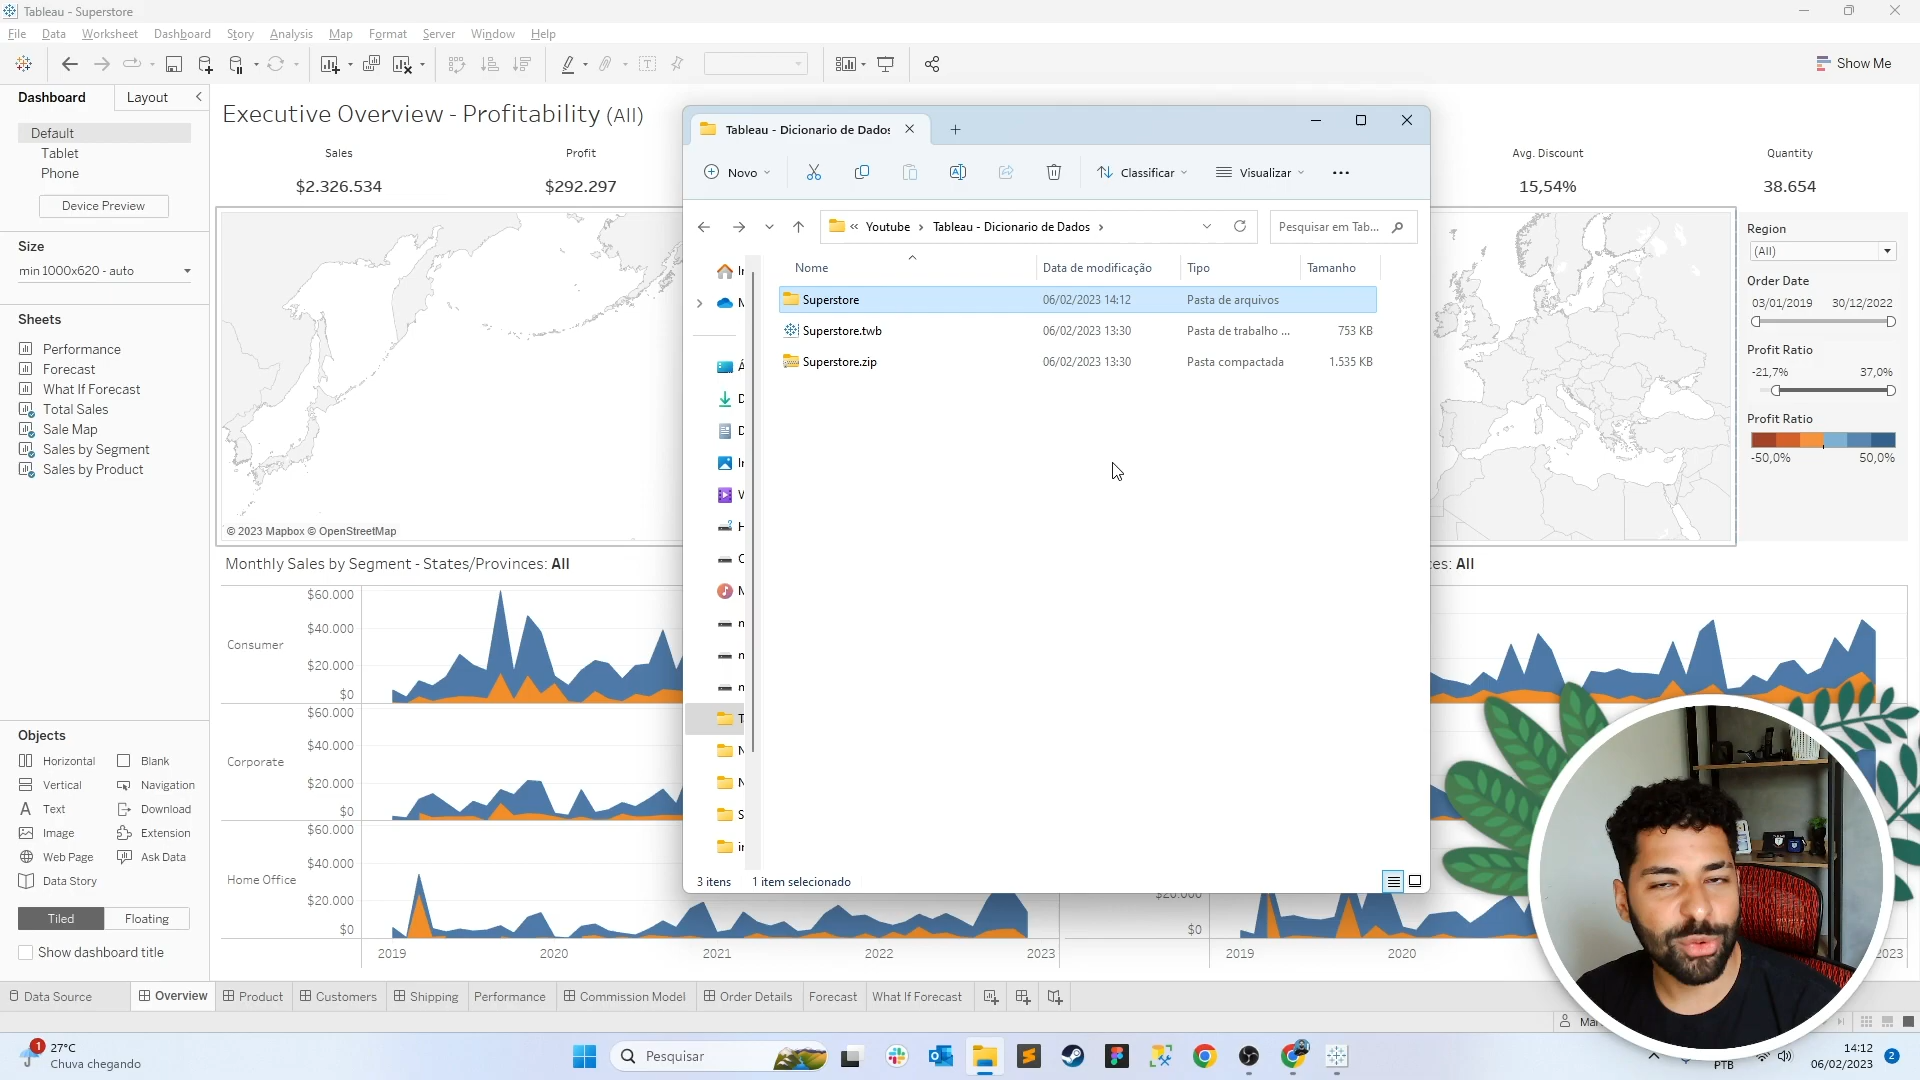 Tableau - Superstore
File Data Worksheet Dashboard Story Analysis Map Format Server Window Help
Show Me
Dashboard Layout
Default
Tablet
Phone
Device Preview
Size
min 1000x620 - auto
Sheets
Performance
Forecast
What If Forecast
Total Sales
Sale Map
Sales by Segment
Sales by Product
Objects
Horizontal Blank
Vertical Navigation
Text Download
Image Extension
Web Page Ask Data
Data Story
Tiled Floating
Show dashboard title
Executive Overview - Profitability (All)
Sales Profit Avg. Discount Quantity
$2.326.534 $292.297 15,54% 38.654
© 2023 Mapbox © OpenStreetMap
Region
(All)
Order Date
03/01/2019 30/12/2022
Profit Ratio
-21,7% 37,0%
Profit Ratio
-50,0% 50,0%
Tableau - Dicionario de Dados
Novo Classificar Visualizar
« Youtube Tableau - Dicionario de Dados
Pesquisar em Tab...
Nome Data de modificação Tipo Tamanho
Superstore 06/02/2023 14:12 Pasta de arquivos
Superstore.twb 06/02/2023 13:30 Pasta de trabalho ... 753 KB
Superstore.zip 06/02/2023 13:30 Pasta compactada 1.535 KB
3 itens 1 item selecionado
Monthly Sales by Segment - States/Provinces: All
es: All
Consumer
$60.000
$40.000
$20.000
$0
Corporate
$60.000
$40.000
$20.000
$0
Home Office
$60.000
$40.000
$20.000
$0
$20.000
$0
2019 2020 2021 2022 2023
2019 2020 2023
Data Source Overview Product Customers Shipping Performance Commission Model Order Details Forecast What If Forecast
1
27°C
Chuva chegando
Pesquisar
PTB
14:12
06/02/2023
2